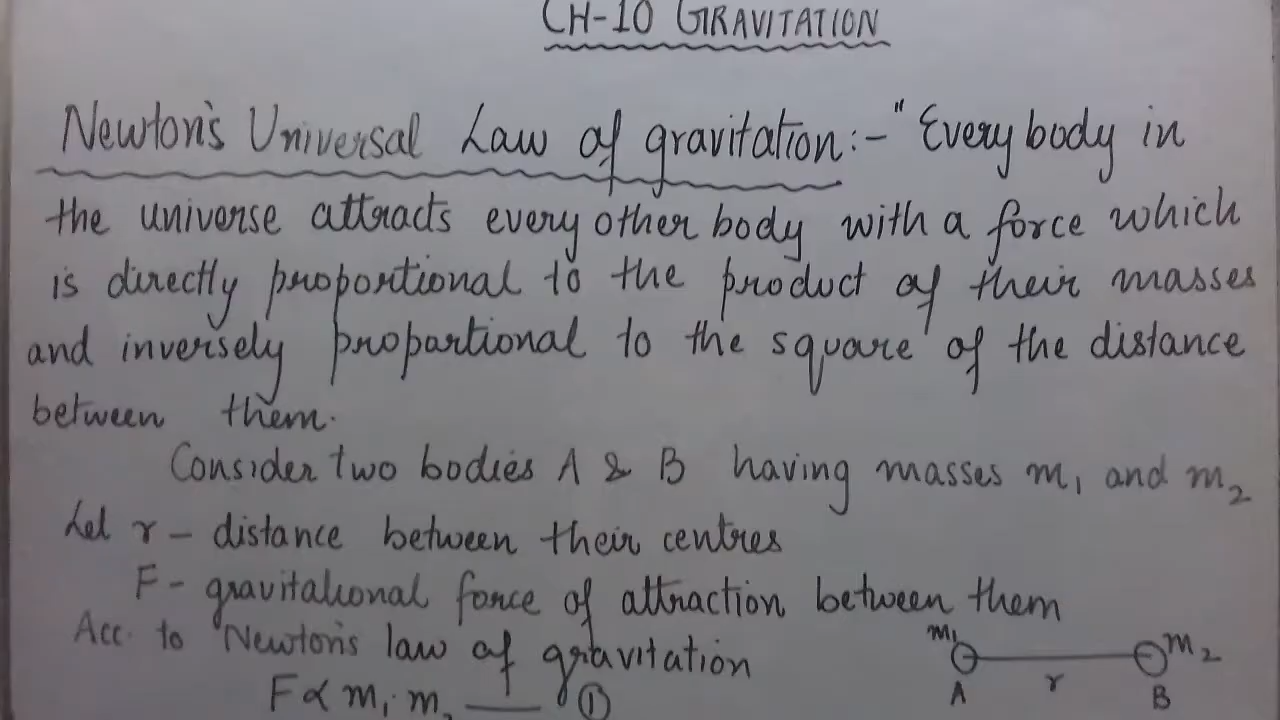 CH-10 GRAVITATION
Newton's Universal Law of gravitation:- "Every body in
the universe attracts every other body with a force which
is directly proportional to the product of their masses
and inversely proportional to the square of the distance
between them.
Consider two bodies A & B having masses m₁ and m₂
Let r - distance between their centres
F - gravitational force of attraction between them
Acc. to Newton's law of gravitation
m₁ m₂
A r B
F ∝ m₁. m₂ — ①